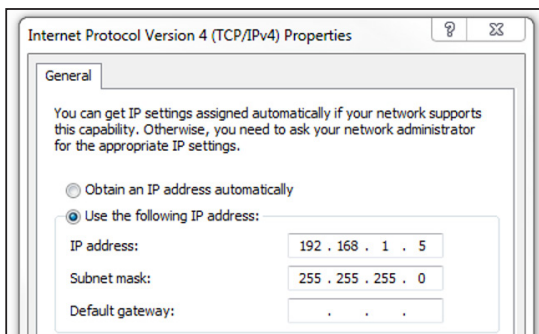 Internet Protocol Version 4 (TCP/IPv4) Properties
General
You can get IP settings assigned automatically if your network supports
this capability. Otherwise, you need to ask your network administrator
for the appropriate IP settings.
Obtain an IP address automatically
Use the following IP address:
IP address: 192 . 168 . 1 . 5
Subnet mask: 255 . 255 . 255 . 0
Default gateway: . . .